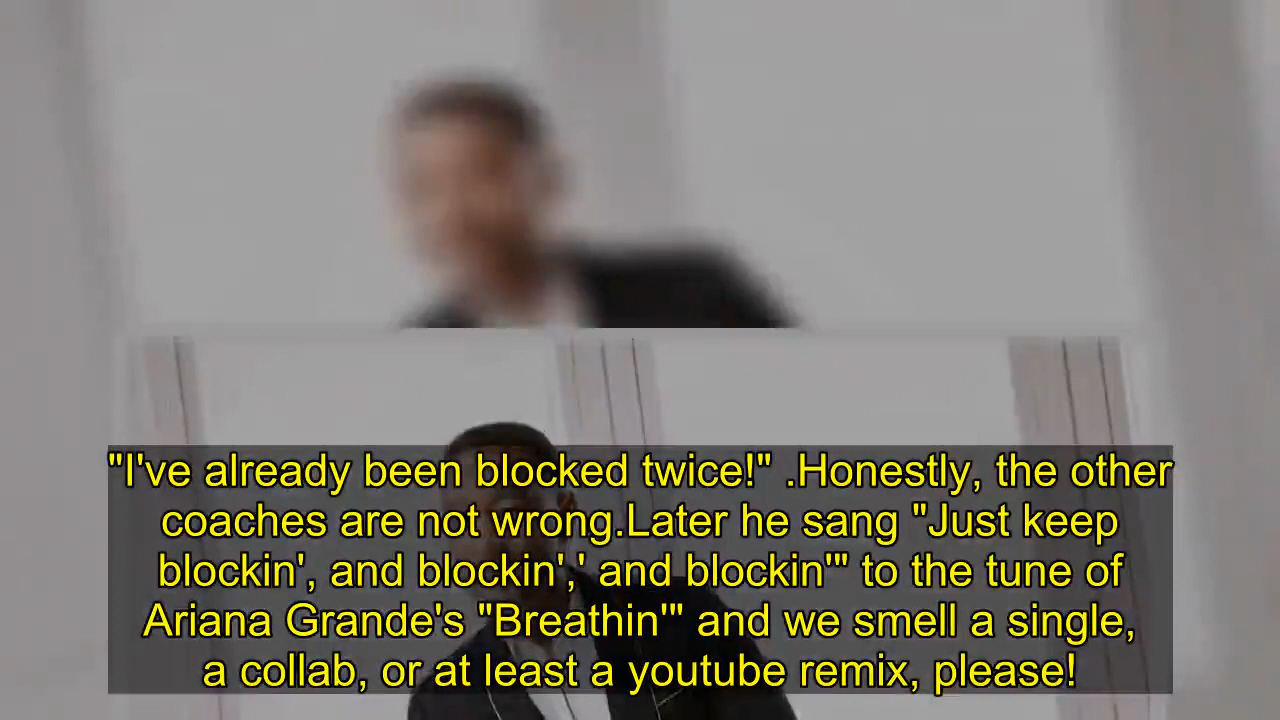 "I've already been blocked twice!" .Honestly, the other
coaches are not wrong.Later he sang "Just keep
blockin', and blockin',' and blockin'" to the tune of
Ariana Grande's "Breathin'" and we smell a single,
a collab, or at least a youtube remix, please!